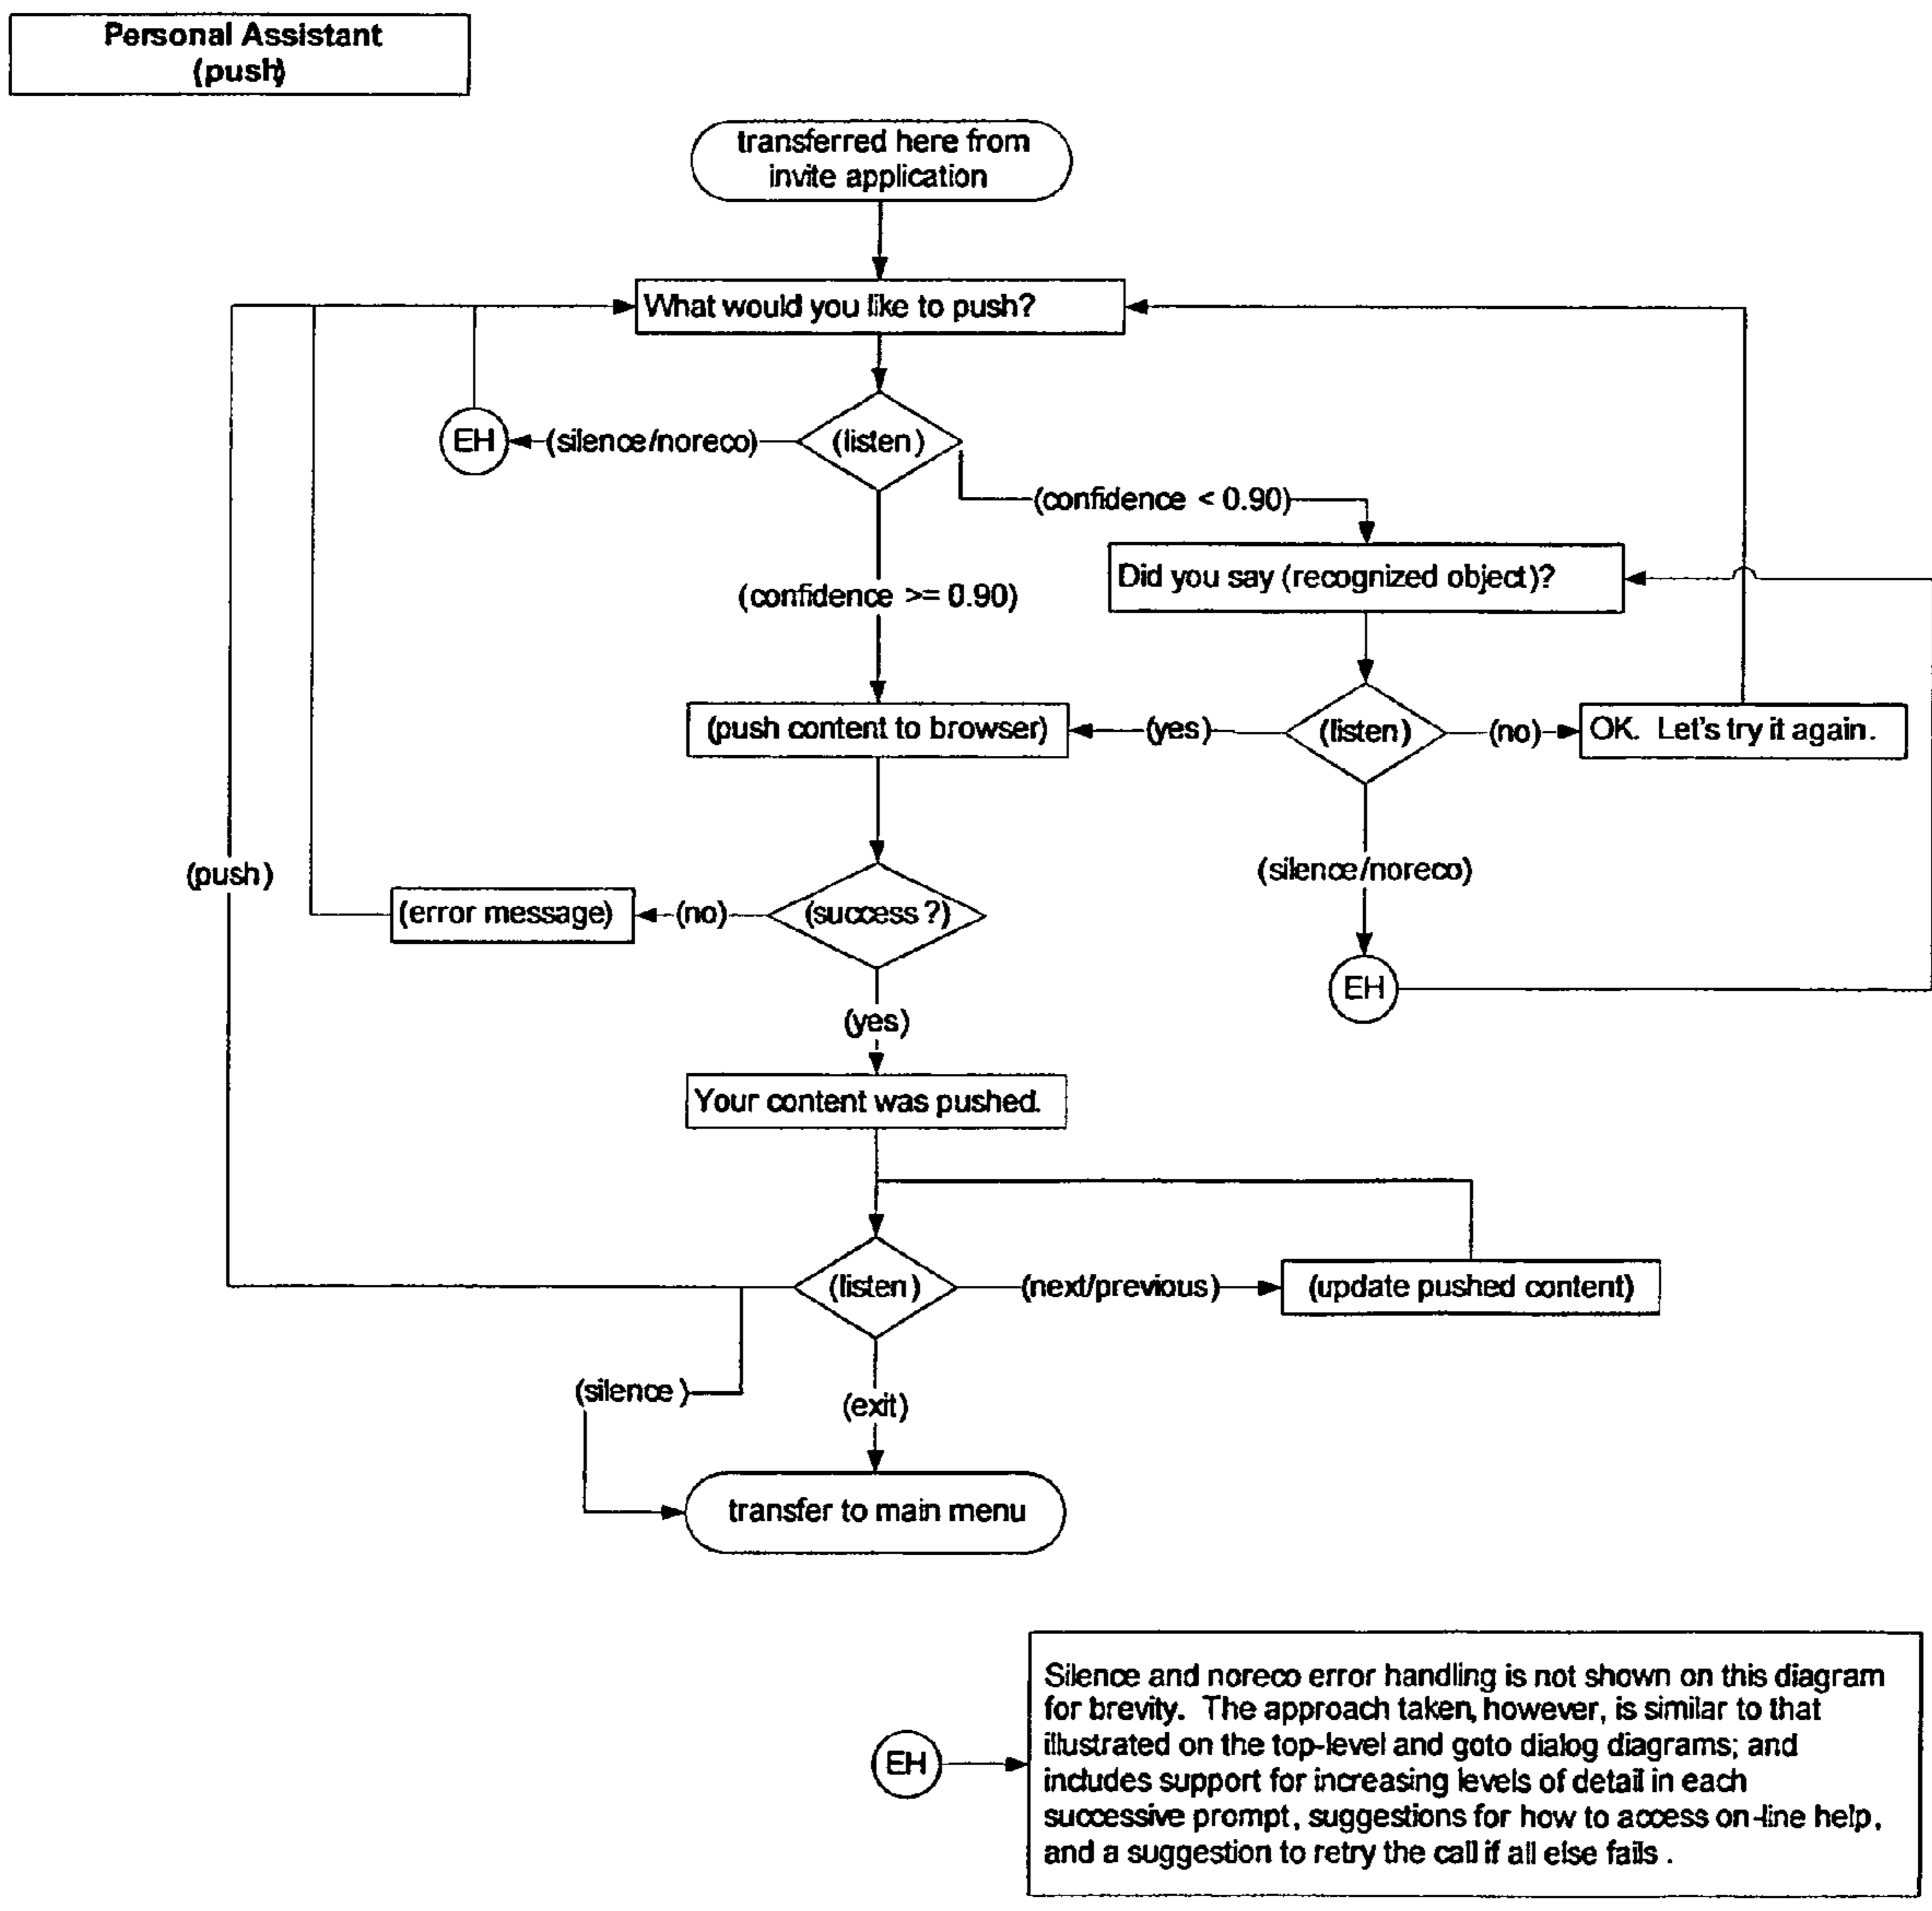 Personal Assistant
(push)
transferred here from
invite application
What would you like to push?
EH
(silence/noreco)
(listen)
(confidence < 0.90)
Did you say (recognized object)?
(confidence >= 0.90)
(push content to browser)
(yes)
(listen)
(no)
OK. Let's try it again.
(push)
(silence/noreco)
(error message)
(no)
(success?)
EH
(yes)
Your content was pushed.
(listen)
(next/previous)
(update pushed content)
(silence)
(exit)
transfer to main menu
EH
Silence and noreco error handling is not shown on this diagram
for brevity. The approach taken, however, is similar to that
illustrated on the top-level and goto dialog diagrams; and
includes support for increasing levels of detail in each
successive prompt, suggestions for how to access on-line help,
and a suggestion to retry the call if all else fails.